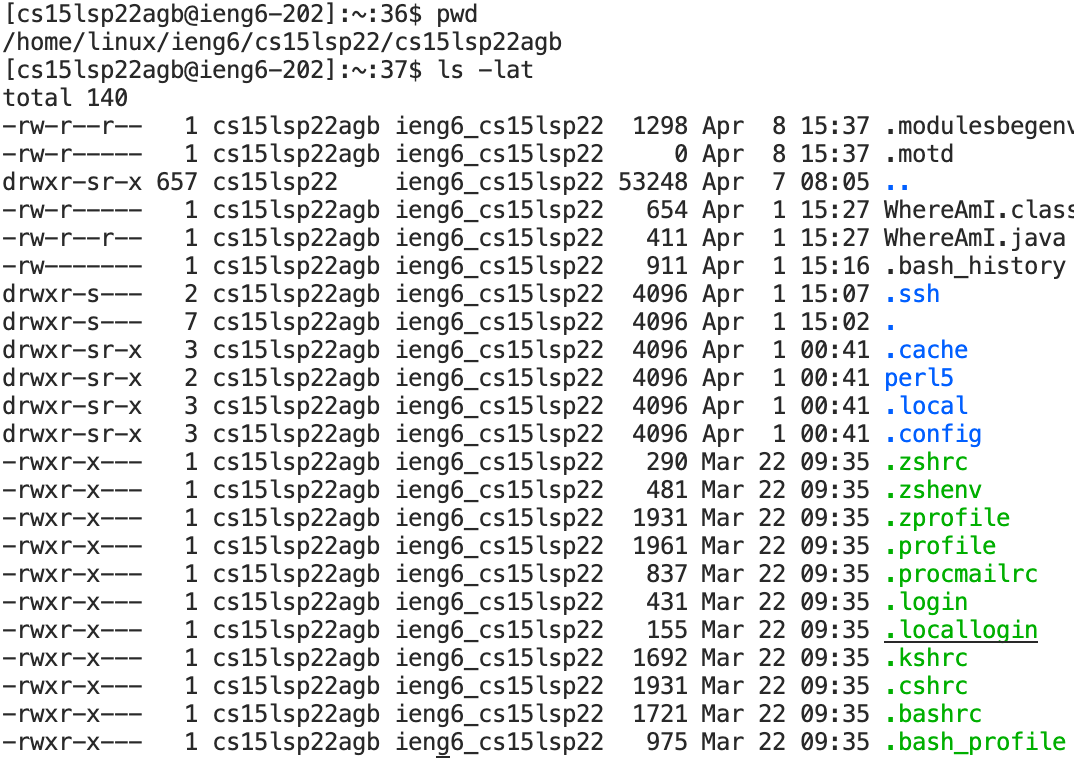 [cs15lsp22agb@ieng6-202]:~:36$ pwd
/home/linux/ieng6/cs15lsp22/cs15lsp22agb
[cs15lsp22agb@ieng6-202]:~:37$ ls -lat
total 140
-rw-r--r--   1 cs15lsp22agb ieng6_cs15lsp22  1298 Apr  8 15:37 .modulesbegenv
-rw-r-----   1 cs15lsp22agb ieng6_cs15lsp22     0 Apr  8 15:37 .motd
drwxr-sr-x 657 cs15lsp22    ieng6_cs15lsp22 53248 Apr  7 08:05 ..
-rw-r-----   1 cs15lsp22agb ieng6_cs15lsp22   654 Apr  1 15:27 WhereAmI.clas
-rw-r--r--   1 cs15lsp22agb ieng6_cs15lsp22   411 Apr  1 15:27 WhereAmI.java
-rw-------   1 cs15lsp22agb ieng6_cs15lsp22   911 Apr  1 15:16 .bash_history
drwxr-s---   2 cs15lsp22agb ieng6_cs15lsp22  4096 Apr  1 15:07 .ssh
drwxr-s---   7 cs15lsp22agb ieng6_cs15lsp22  4096 Apr  1 15:02 .
drwxr-sr-x   3 cs15lsp22agb ieng6_cs15lsp22  4096 Apr  1 00:41 .cache
drwxr-sr-x   2 cs15lsp22agb ieng6_cs15lsp22  4096 Apr  1 00:41 perl5
drwxr-sr-x   3 cs15lsp22agb ieng6_cs15lsp22  4096 Apr  1 00:41 .local
drwxr-sr-x   3 cs15lsp22agb ieng6_cs15lsp22  4096 Apr  1 00:41 .config
-rwxr-x---   1 cs15lsp22agb ieng6_cs15lsp22   290 Mar 22 09:35 .zshrc
-rwxr-x---   1 cs15lsp22agb ieng6_cs15lsp22   481 Mar 22 09:35 .zshenv
-rwxr-x---   1 cs15lsp22agb ieng6_cs15lsp22  1931 Mar 22 09:35 .zprofile
-rwxr-x---   1 cs15lsp22agb ieng6_cs15lsp22  1961 Mar 22 09:35 .profile
-rwxr-x---   1 cs15lsp22agb ieng6_cs15lsp22   837 Mar 22 09:35 .procmailrc
-rwxr-x---   1 cs15lsp22agb ieng6_cs15lsp22   431 Mar 22 09:35 .login
-rwxr-x---   1 cs15lsp22agb ieng6_cs15lsp22   155 Mar 22 09:35 .locallogin
-rwxr-x---   1 cs15lsp22agb ieng6_cs15lsp22  1692 Mar 22 09:35 .kshrc
-rwxr-x---   1 cs15lsp22agb ieng6_cs15lsp22  1931 Mar 22 09:35 .cshrc
-rwxr-x---   1 cs15lsp22agb ieng6_cs15lsp22  1721 Mar 22 09:35 .bashrc
-rwxr-x---   1 cs15lsp22agb ieng6_cs15lsp22   975 Mar 22 09:35 .bash_profile